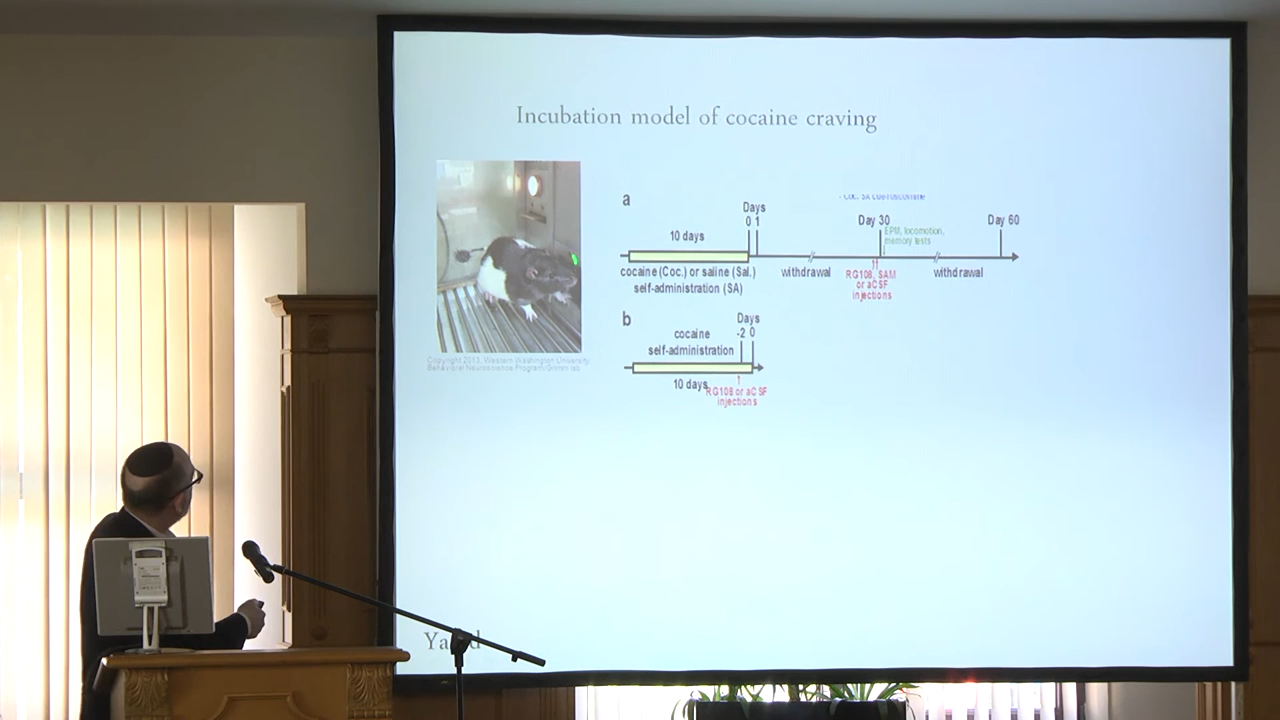 Incubation model of cocaine craving
a
Days
0 1
10 days
cocaine (Coc.) or saline (Sal.)
self-administration (SA)
withdrawal
Day 30
EPM, locomotion,
memory tests
RG108, SAM
or aCSF
injections
withdrawal
Day 60
b
Days
-2 0
cocaine
self-administration
10 days
RG108 or aCSF
injections
Copyright 2013, Western Washington University,
Behavioral Neuroscience Program/